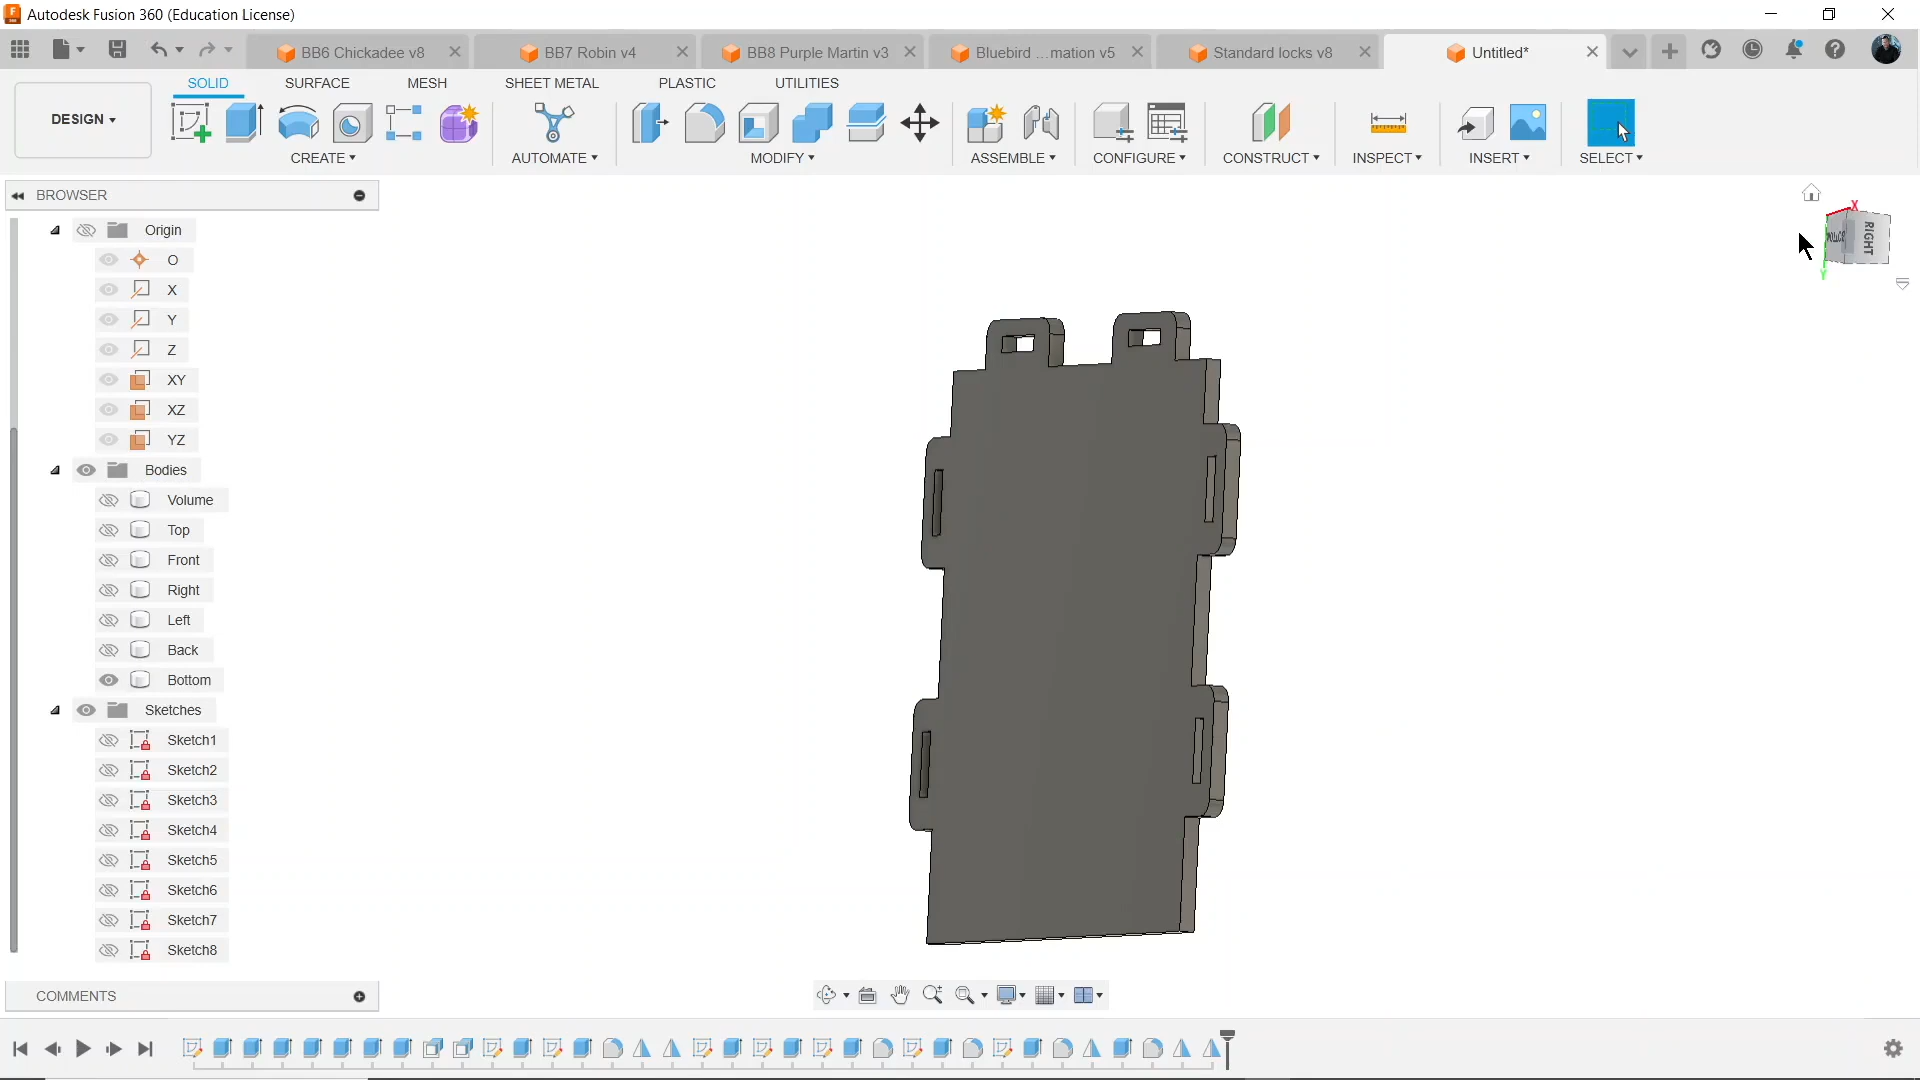 Autodesk Fusion 360 (Education License)
BB6 Chickadee v8
BB7 Robin v4
BB8 Purple Martin v3
Bluebird ...mation v5
Standard locks v8
Untitled*
DESIGN
SOLID
SURFACE
MESH
SHEET METAL
PLASTIC
UTILITIES
CREATE
AUTOMATE
MODIFY
ASSEMBLE
CONFIGURE
CONSTRUCT
INSPECT
INSERT
SELECT
BROWSER
Origin
O
X
Y
Z
XY
XZ
YZ
Bodies
Volume
Top
Front
Right
Left
Back
Bottom
Sketches
Sketch1
Sketch2
Sketch3
Sketch4
Sketch5
Sketch6
Sketch7
Sketch8
X
RIGHT
Y
COMMENTS